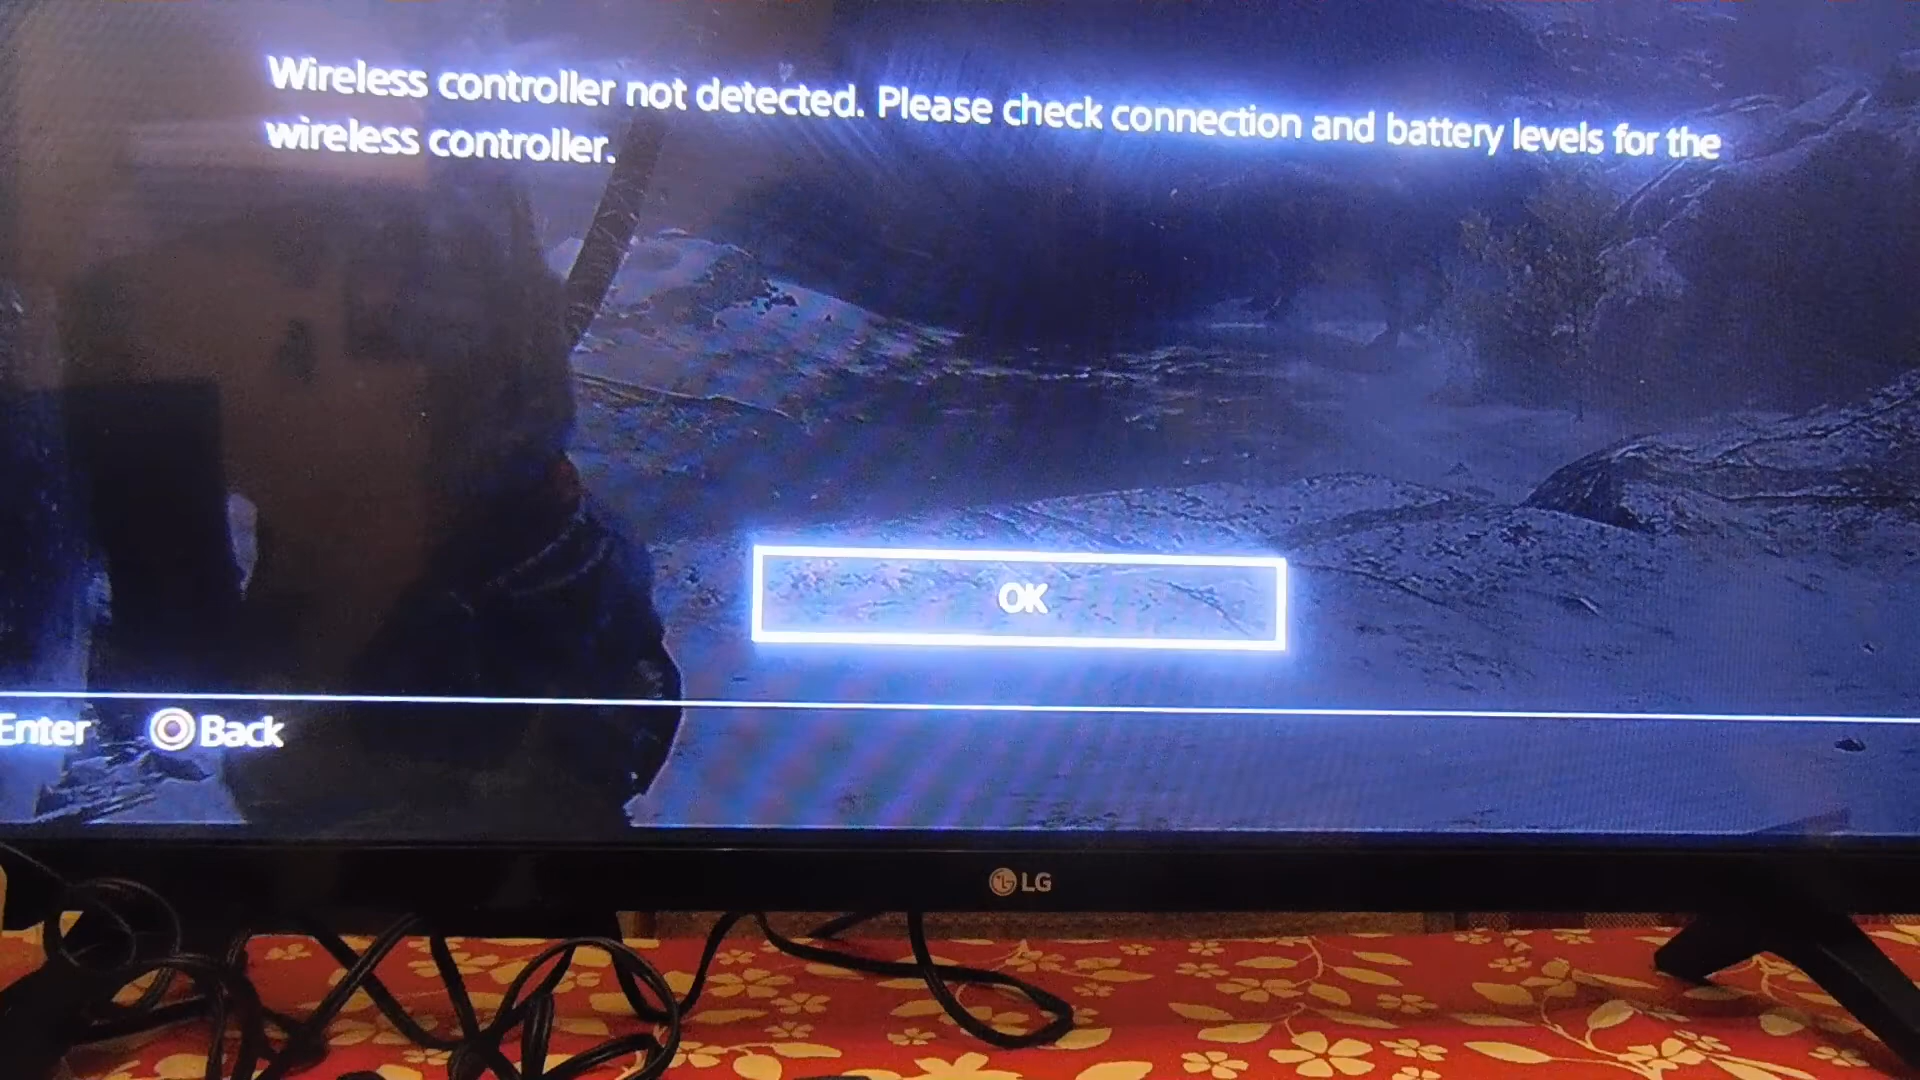 Wireless controller not detected. Please check connection and battery levels for the
wireless controller.
OK
Enter
Back
LG